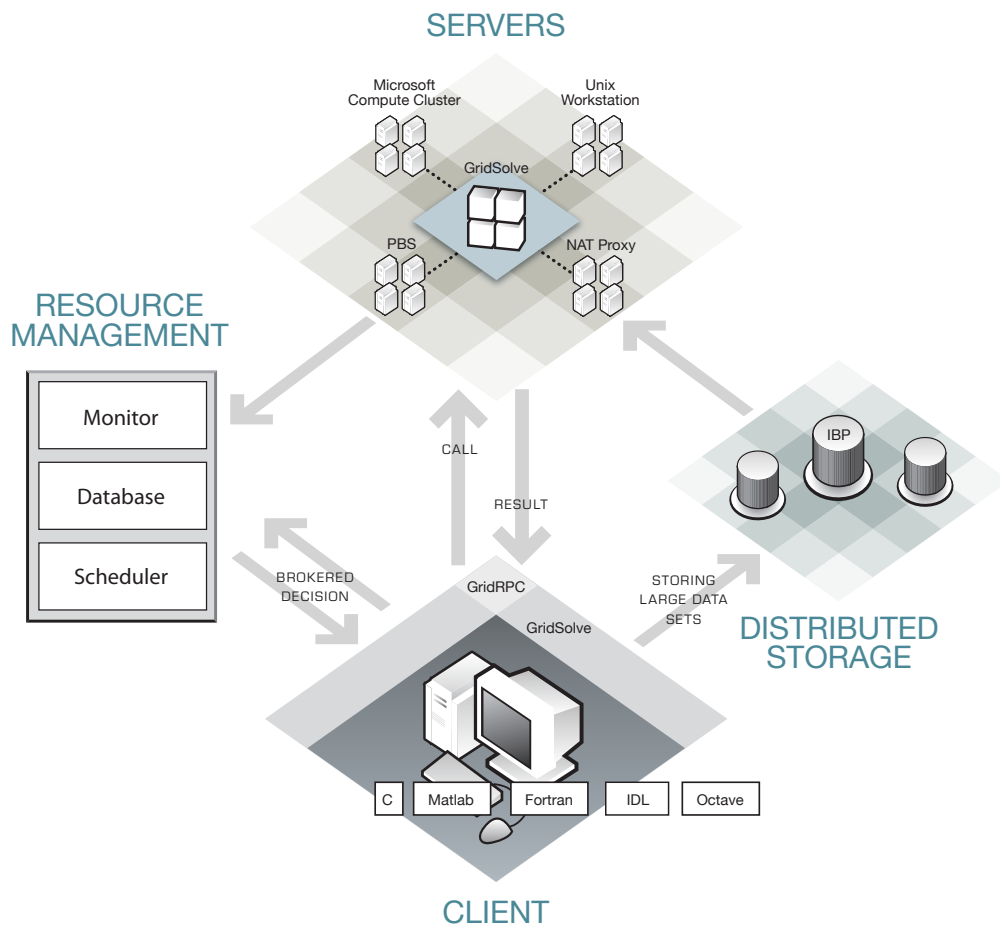 SERVERS
Microsoft
Compute Cluster
Unix
Workstation
GridSolve
PBS
NAT Proxy
RESOURCE
MANAGEMENT
Monitor
Database
Scheduler
CALL
RESULT
IBP
BROKERED
DECISION
STORING
LARGE DATA
SETS
GridRPC
GridSolve
DISTRIBUTED
STORAGE
C
Matlab
Fortran
IDL
Octave
CLIENT